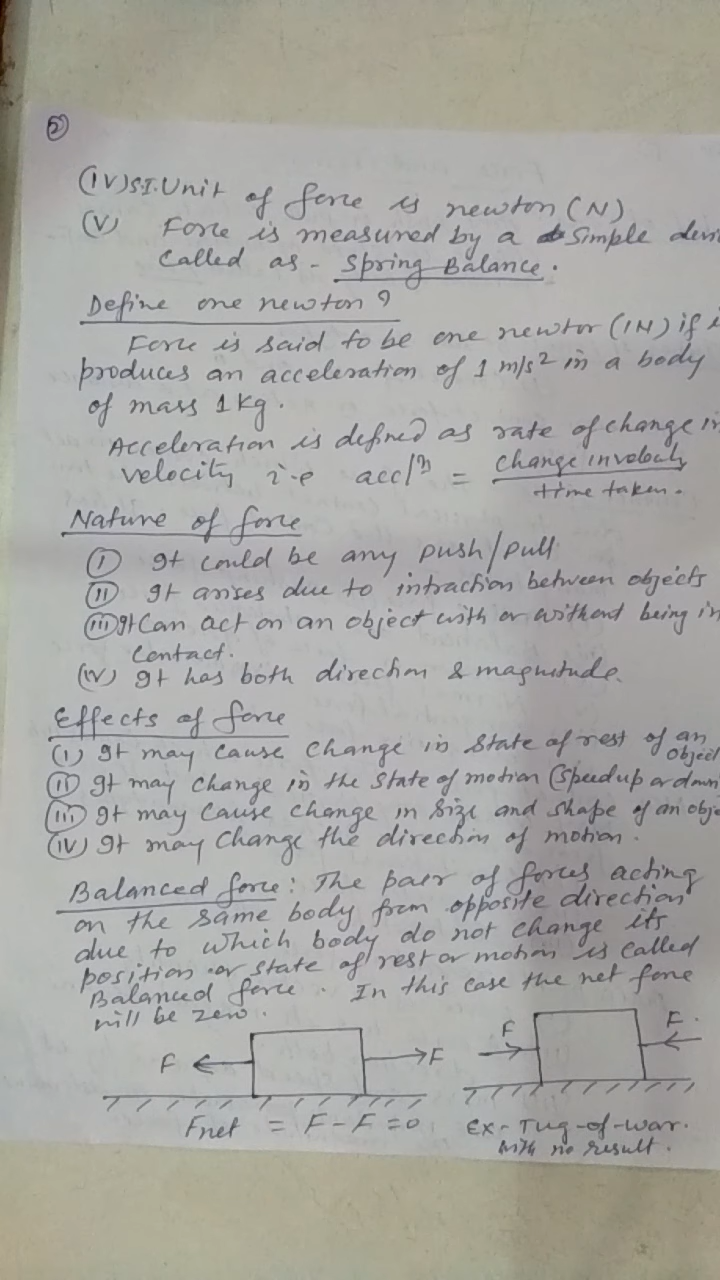 ②
(IV) S.I. Unit of force is newton (N)
(V) Force is measured by a simple devi
Called as - Spring Balance.
Define one newton?
Force is said to be one newton (1N) if i
produces an acceleration of 1 m/s² in a body
of mass 1 kg.
Acceleration is defined as rate of change in
velocity i.e accln = change in velocity
time taken.
Nature of force
(I) It could be any push/pull
(II) It arises due to intraction between objects
(III) It Can act on an object with or without being in
Contact.
(IV) It has both direction & magnitude.
Effects of force
(I) It may cause change in state of rest of an object
(II) It may change in the state of motion (speed up or down
(III) It may cause change in size and shape of an obje
(IV) It may change the direction of motion.
Balanced force: The pair of forces acting
on the same body from opposite direction
due to which body do not change its
position or state of rest or motion is called
Balanced force. In this case the net force
will be zero.
F F F F
Fnet = F - F = 0
Ex - Tug-of-war.
with no result.